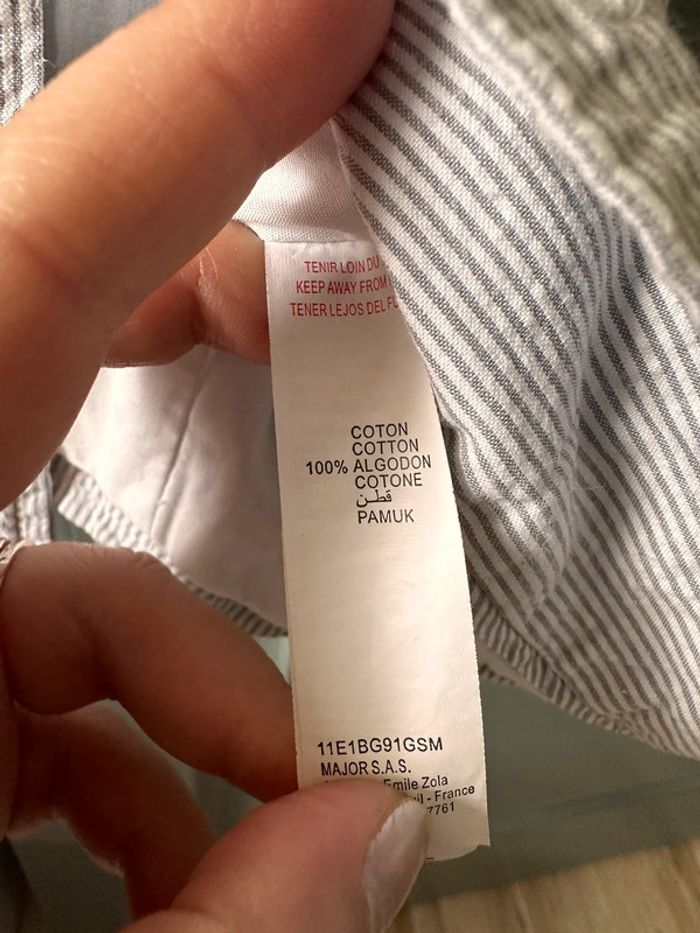 TENIR LOIN DU
KEEP AWAY FROM
TENER LEJOS DEL
COTON
COTTON
100% ALGODON
COTONE
قطن
PAMUK
11E1BG91GSM
MAJOR S.A.S.
Emile Zola
- France
7761